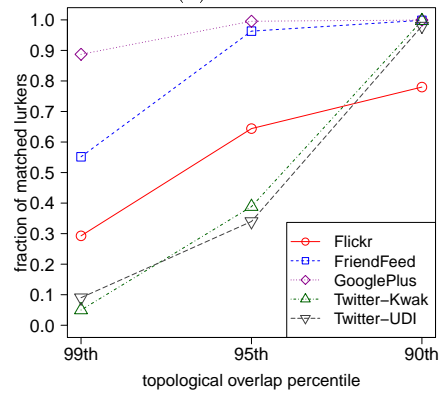 fraction of matched lurkers
1.0
0.9
0.8
0.7
0.6
0.5
0.4
0.3
0.2
0.1
0.0
Flickr
FriendFeed
GooglePlus
Twitter−Kwak
Twitter−UDI
99th 95th 90th
topological overlap percentile